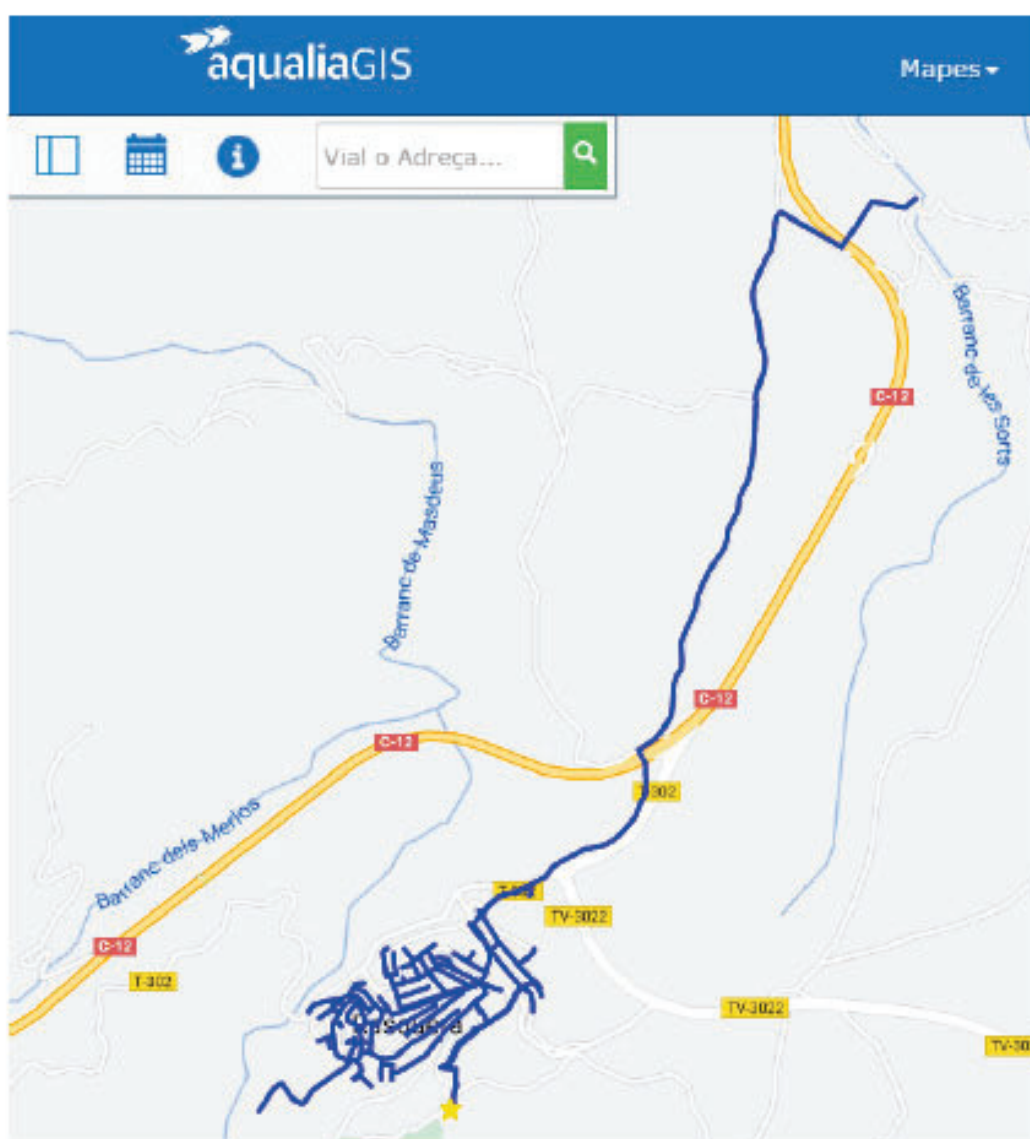 aqualiaGIS
Mapes
Vial o Adreça...
Barranc de les Sorts
C-12
Barranc de Masdeus
C-12
C-12
T-302
Barranc dels Merlos
TV-3022
C-12
T-302
TV-3022
Rasquera